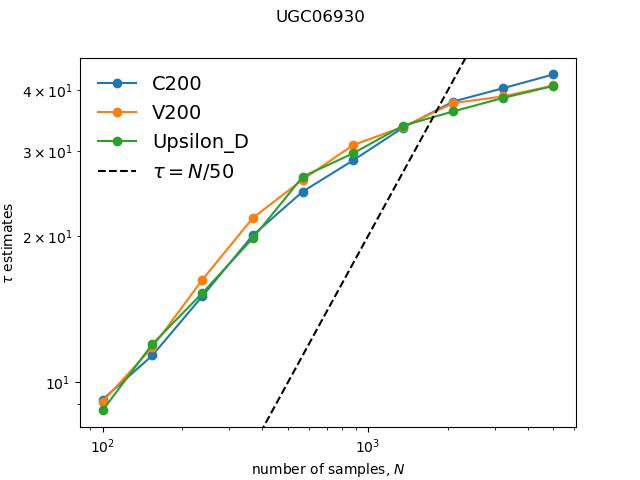 UGC06930
C200
V200
Upsilon_D
τ = N/50
τ estimates
4 × 10¹
3 × 10¹
2 × 10¹
10¹
10²
10³
number of samples, N